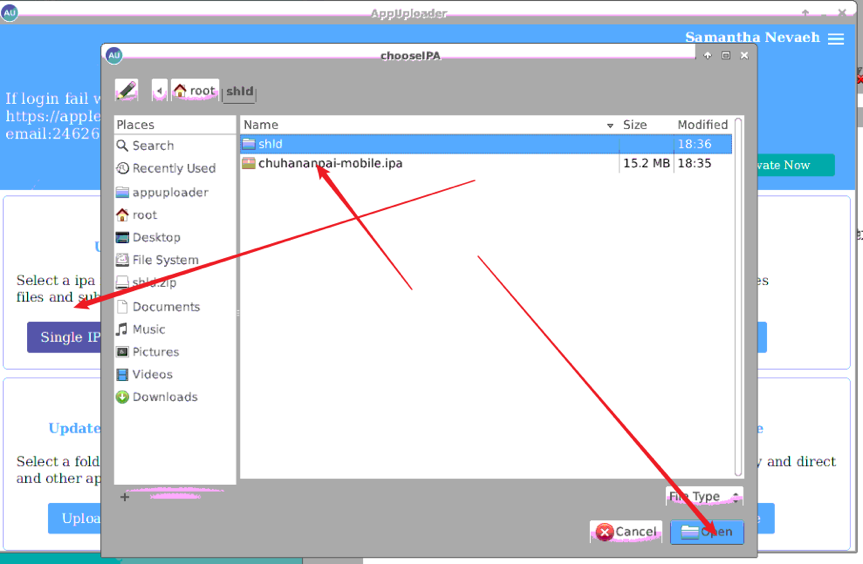 AppUploader
Samantha Nevaeh
chooseIPA
root
shld
If login fail w
https://apple
email:24626
Places
Name
Size
Modified
Search
shld
18:36
Recently Used
chuhananpai-mobile.ipa
15.2 MB
18:35
vate Now
appuploader
root
Desktop
File System
shld.zip
Documents
Music
Pictures
Videos
Downloads
U
Select a ipa
files and sub
es
Single IP
Update
e
Select a fold
and other ap
y and direct
Uploa
e
File Type
Cancel
Open